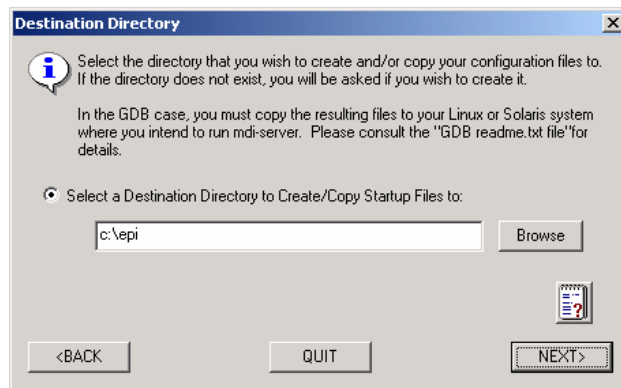 Destination Directory
Select the directory that you wish to create and/or copy your configuration files to.
If the directory does not exist, you will be asked if you wish to create it.
In the GDB case, you must copy the resulting files to your Linux or Solaris system
where you intend to run mdi-server.  Please consult the "GDB readme.txt file"for
details.
Select a Destination Directory to Create/Copy Startup Files to:
c:\epi
Browse
<BACK
QUIT
NEXT>